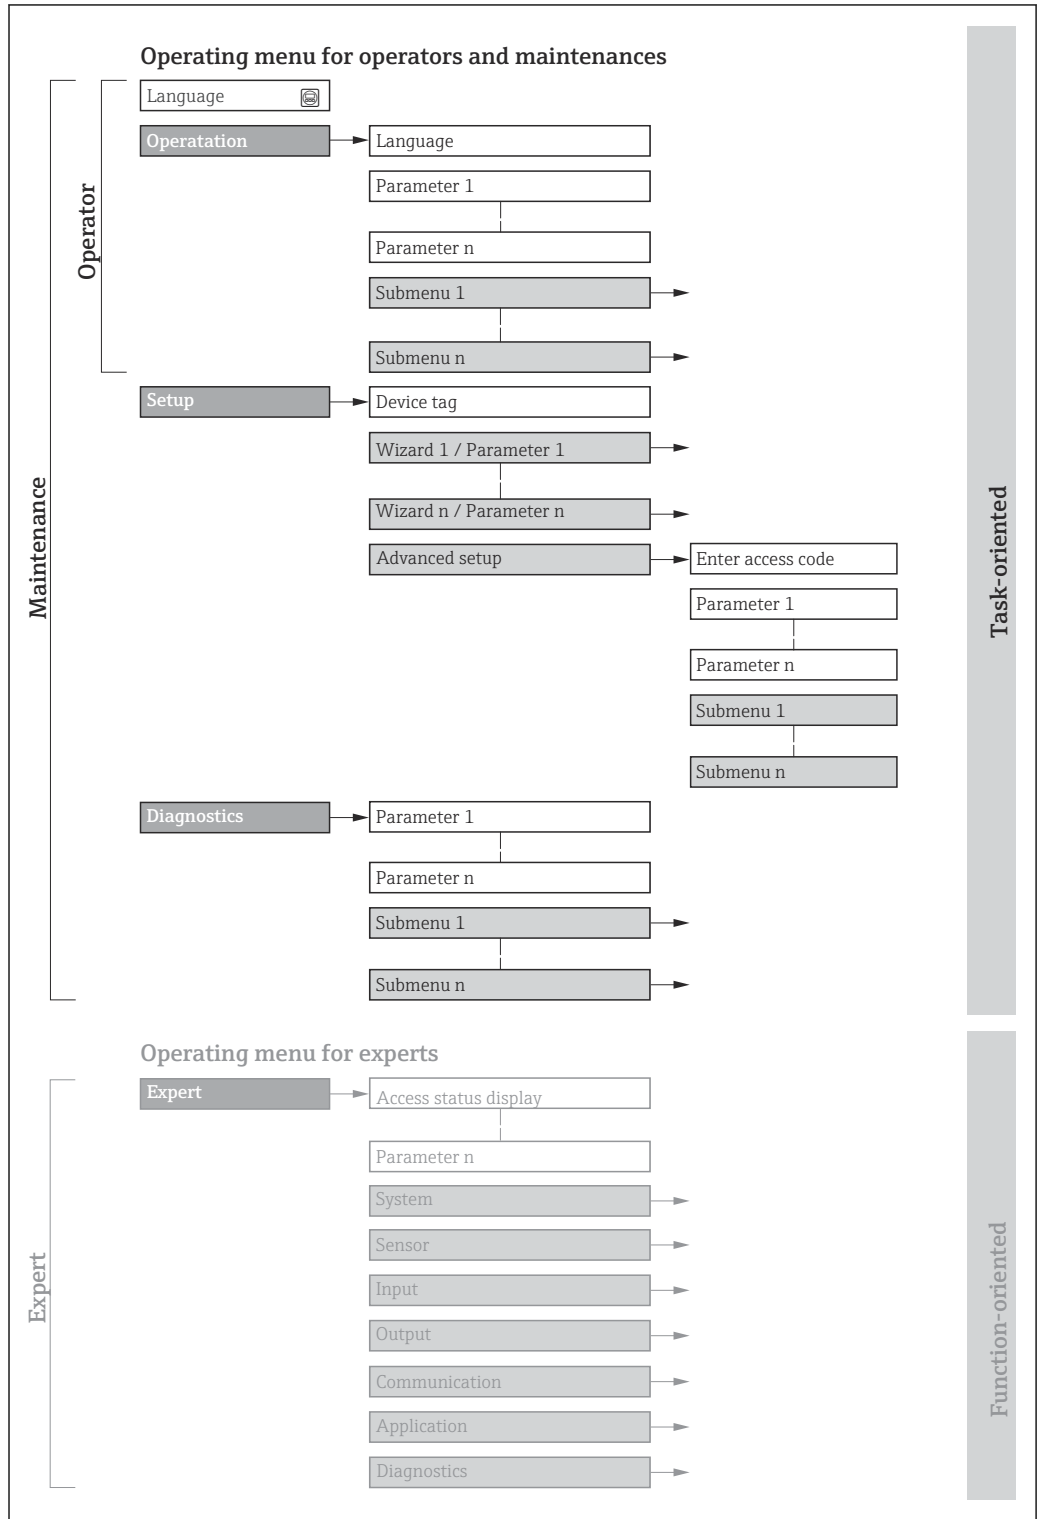 Operating menu for operators and maintenances
Language
Operatation
Language
Parameter 1
Parameter n
Submenu 1
Submenu n
Operator
Setup
Device tag
Wizard 1 / Parameter 1
Wizard n / Parameter n
Advanced setup
Enter access code
Parameter 1
Parameter n
Submenu 1
Submenu n
Maintenance
Task-oriented
Diagnostics
Parameter 1
Parameter n
Submenu 1
Submenu n
Operating menu for experts
Expert
Access status display
Parameter n
System
Sensor
Input
Output
Communication
Application
Diagnostics
Expert
Function-oriented